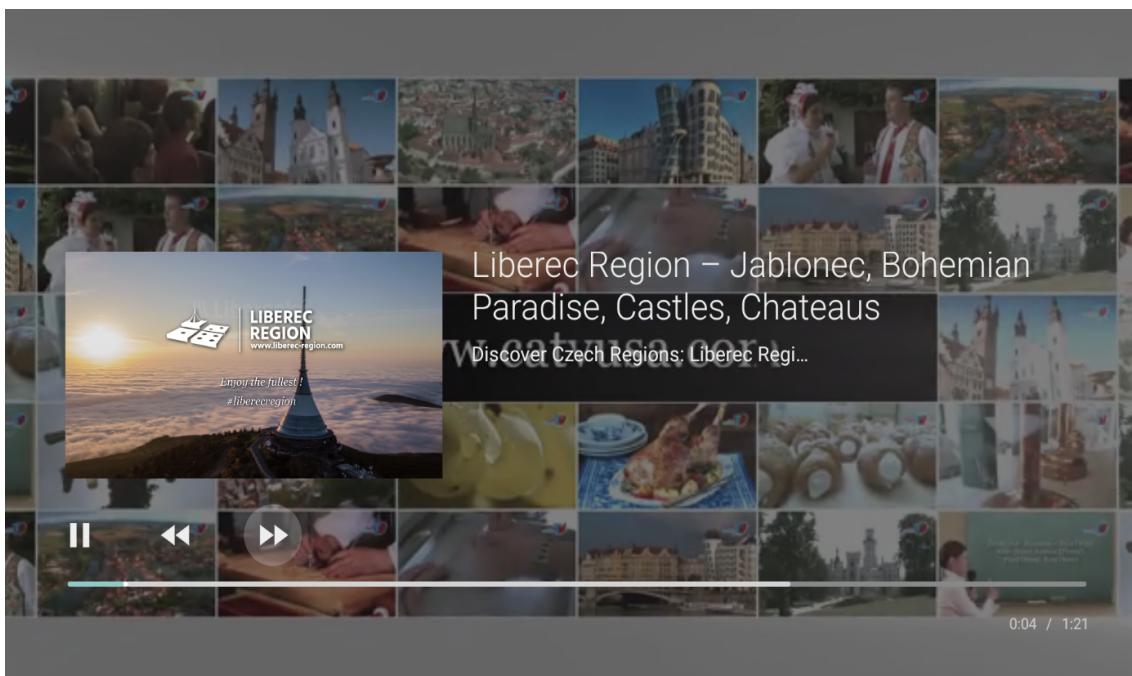 Liberec Region – Jablonec, Bohemian
Paradise, Castles, Chateaus
Discover Czech Regions: Liberec Regi...
www.catvusa.com
LIBEREC
REGION
www.liberec-region.com
Enjoy the fullest !
#liberecregion
0:04 / 1:21